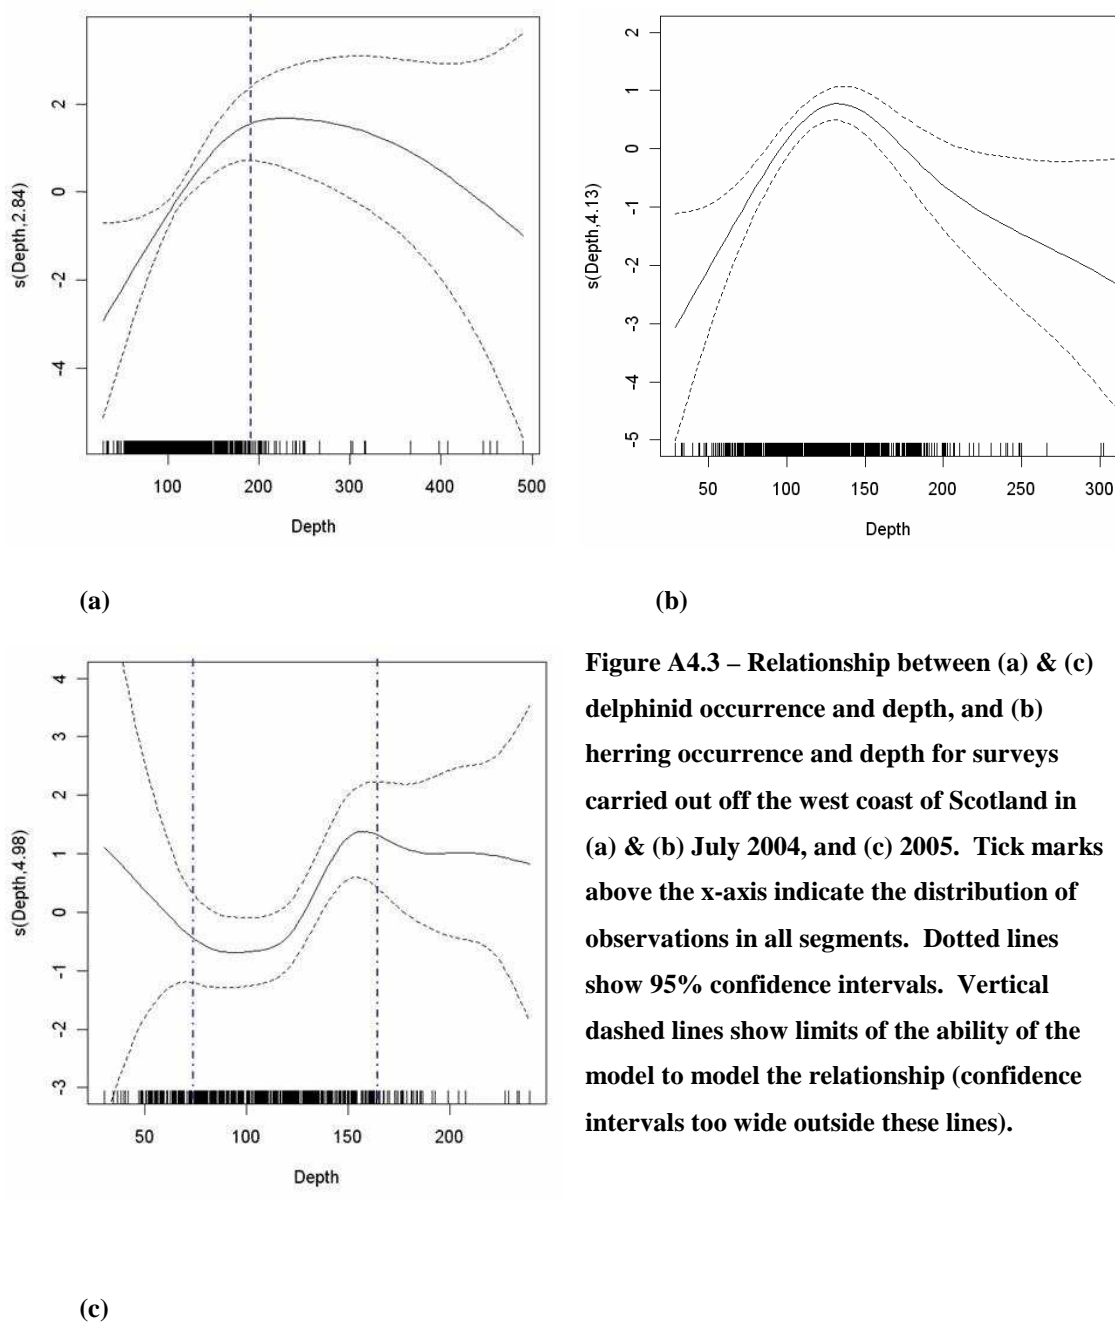 s(Depth,2.84)
2
0
-2
-4
100 200 300 400 500
Depth
s(Depth,4.13)
2
1
0
-1
-2
-3
-4
-5
50 100 150 200 250 300
Depth
(a) (b)
s(Depth,4.98)
4
3
2
1
0
-1
-2
-3
50 100 150 200
Depth
Figure A4.3 – Relationship between (a) & (c)
delphinid occurrence and depth, and (b)
herring occurrence and depth for surveys
carried out off the west coast of Scotland in
(a) & (b) July 2004, and (c) 2005. Tick marks
above the x-axis indicate the distribution of
observations in all segments. Dotted lines
show 95% confidence intervals. Vertical
dashed lines show limits of the ability of the
model to model the relationship (confidence
intervals too wide outside these lines).
(c)